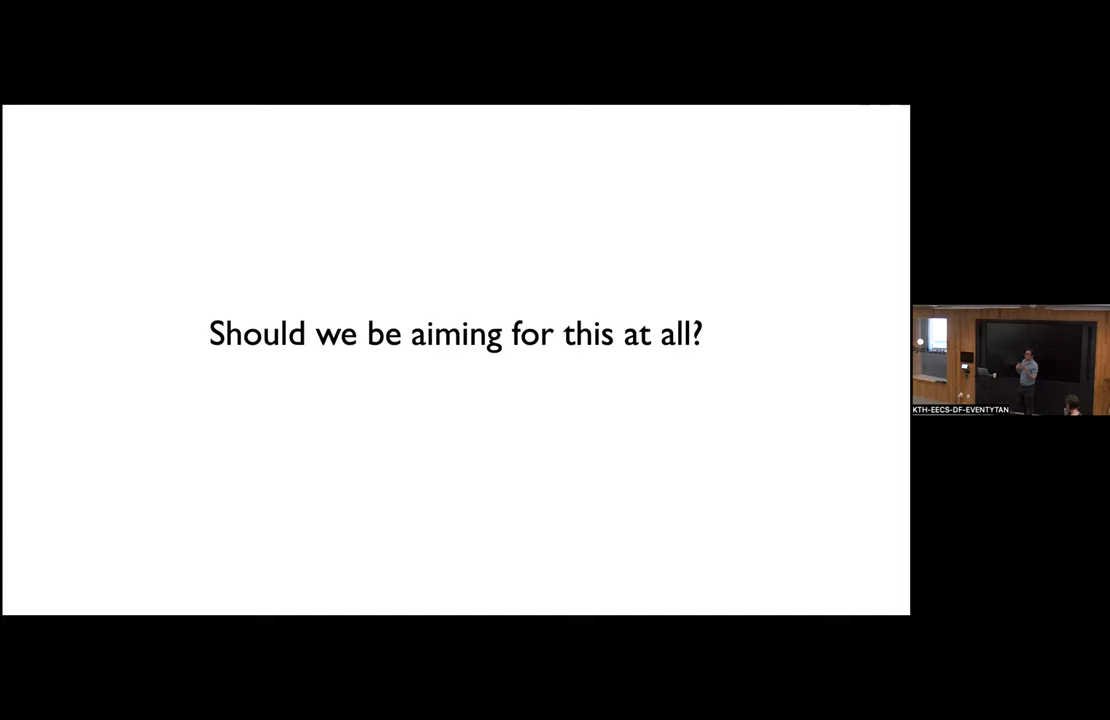 Should we be aiming for this at all?
KTH-EECS-DF-EVENTYTAN